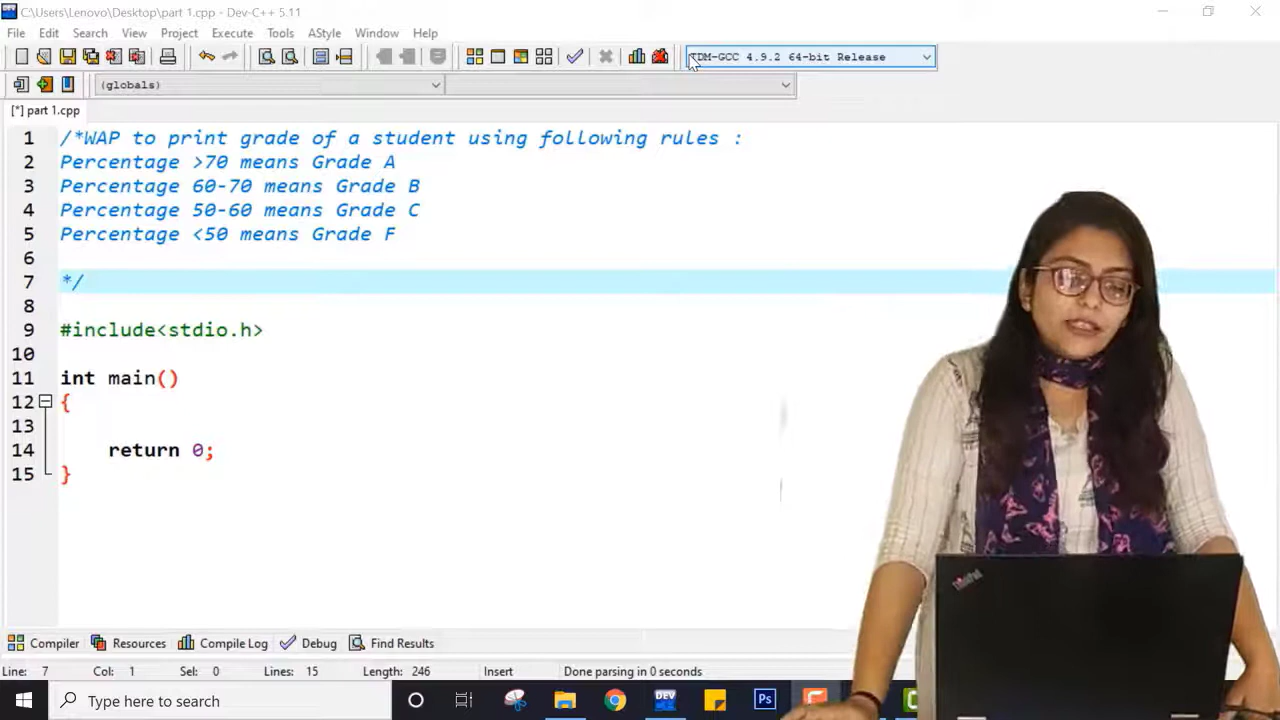 C:\Users\Lenovo\Desktop\part 1.cpp - Dev-C++ 5.11
File Edit Search View Project Execute Tools AStyle Window Help
TDM-GCC 4.9.2 64-bit Release
(globals)
[*] part 1.cpp
1 /*WAP to print grade of a student using following rules :
2 Percentage >70 means Grade A
3 Percentage 60-70 means Grade B
4 Percentage 50-60 means Grade C
5 Percentage <50 means Grade F
6
7 */
8
9 #include<stdio.h>
10
11 int main()
12 {
13
14 return 0;
15 }
Compiler Resources Compile Log Debug Find Results
Line: 7 Col: 1 Sel: 0 Lines: 15 Length: 246 Insert Done parsing in 0 seconds
Type here to search
DEV
Ps
ThinkPad